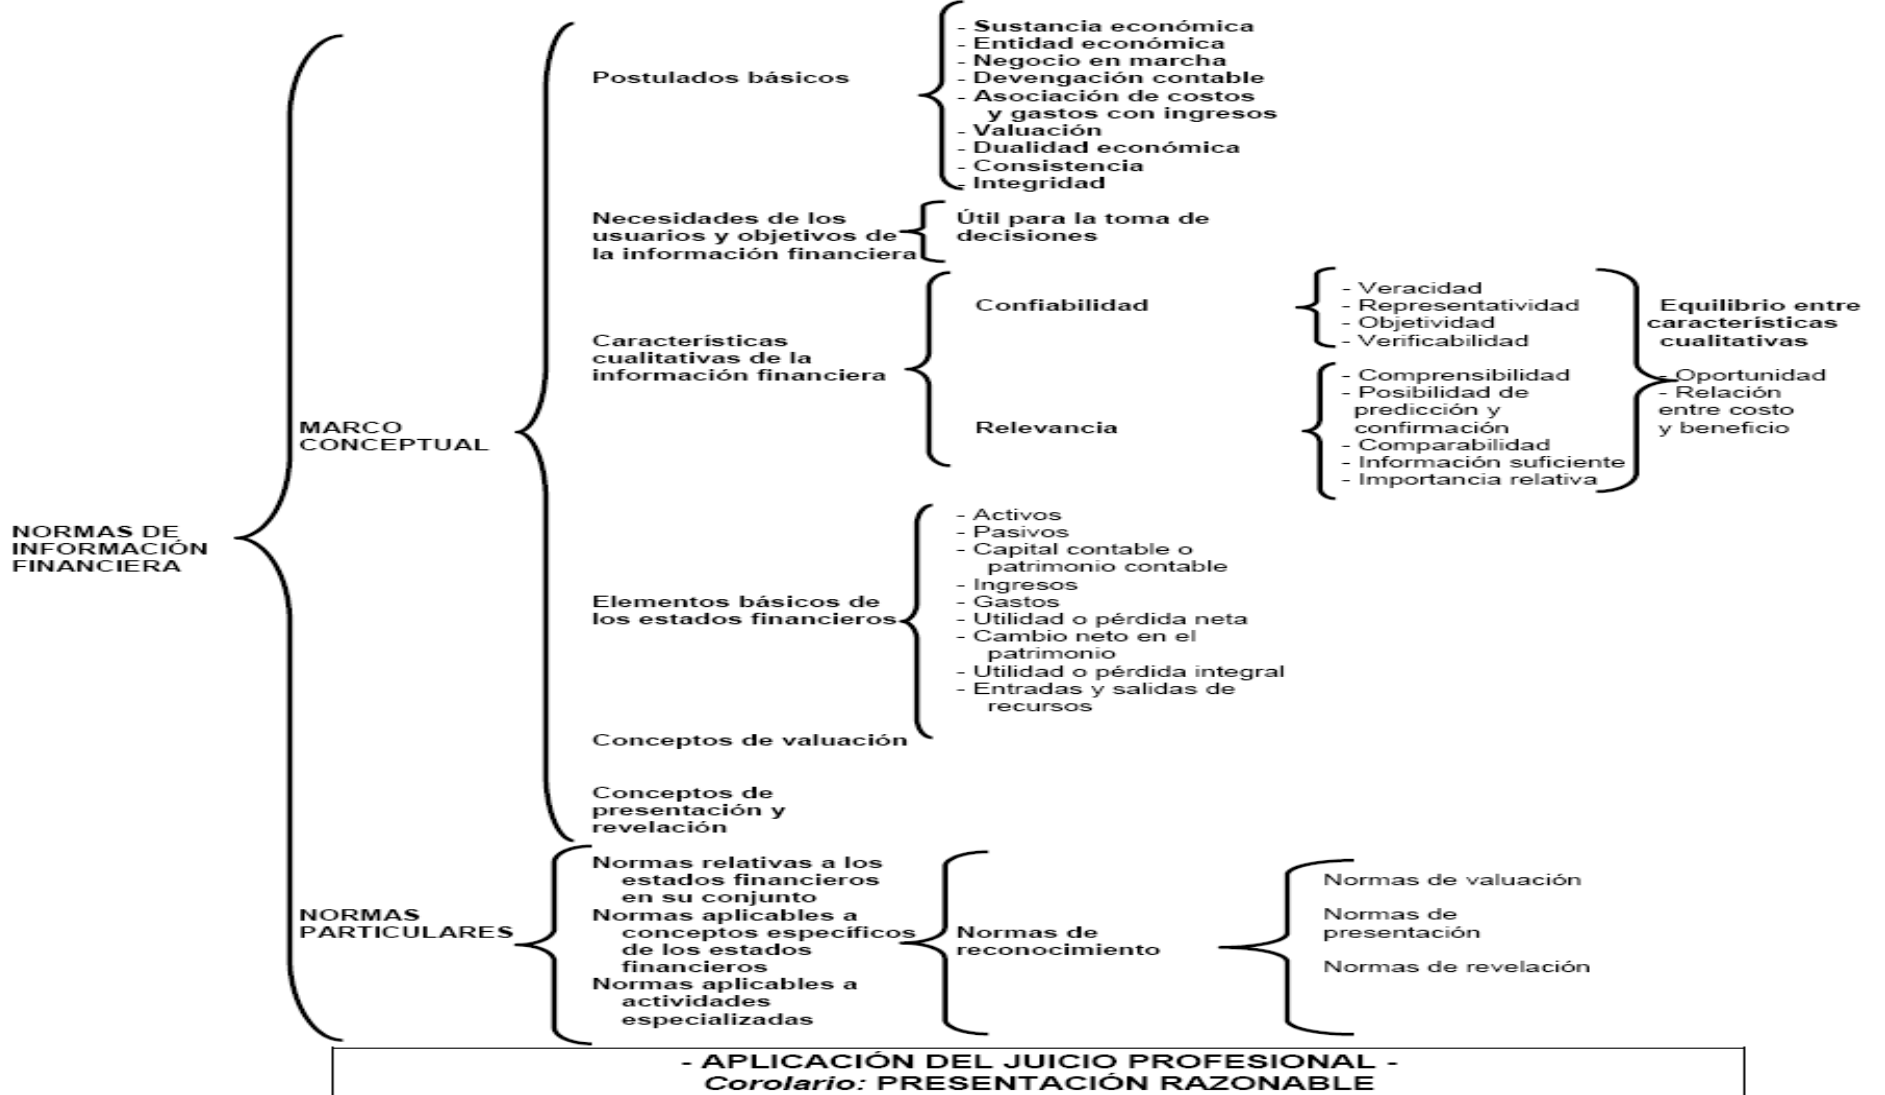 NORMAS DE
INFORMACIÓN
FINANCIERA
MARCO
CONCEPTUAL
Postulados básicos
- Sustancia económica
- Entidad económica
- Negocio en marcha
- Devengación contable
- Asociación de costos
y gastos con ingresos
- Valuación
- Dualidad económica
- Consistencia
- Integridad
Necesidades de los
usuarios y objetivos de
la información financiera
Útil para la toma de
decisiones
Características
cualitativas de la
información financiera
Confiabilidad
- Veracidad
- Representatividad
- Objetividad
- Verificabilidad
Relevancia
- Comprensibilidad
- Posibilidad de
predicción y
confirmación
- Comparabilidad
- Información suficiente
- Importancia relativa
Equilibrio entre
características
cualitativas
- Oportunidad
- Relación
entre costo
y beneficio
Elementos básicos de
los estados financieros
- Activos
- Pasivos
- Capital contable o
patrimonio contable
- Ingresos
- Gastos
- Utilidad o pérdida neta
- Cambio neto en el
patrimonio
- Utilidad o pérdida integral
- Entradas y salidas de
recursos
Conceptos de valuación
Conceptos de
presentación y
revelación
NORMAS
PARTICULARES
Normas relativas a los
estados financieros
en su conjunto
Normas aplicables a
conceptos específicos
de los estados
financieros
Normas aplicables a
actividades
especializadas
Normas de
reconocimiento
Normas de valuación
Normas de
presentación
Normas de revelación
- APLICACIÓN DEL JUICIO PROFESIONAL -
Corolario: PRESENTACIÓN RAZONABLE